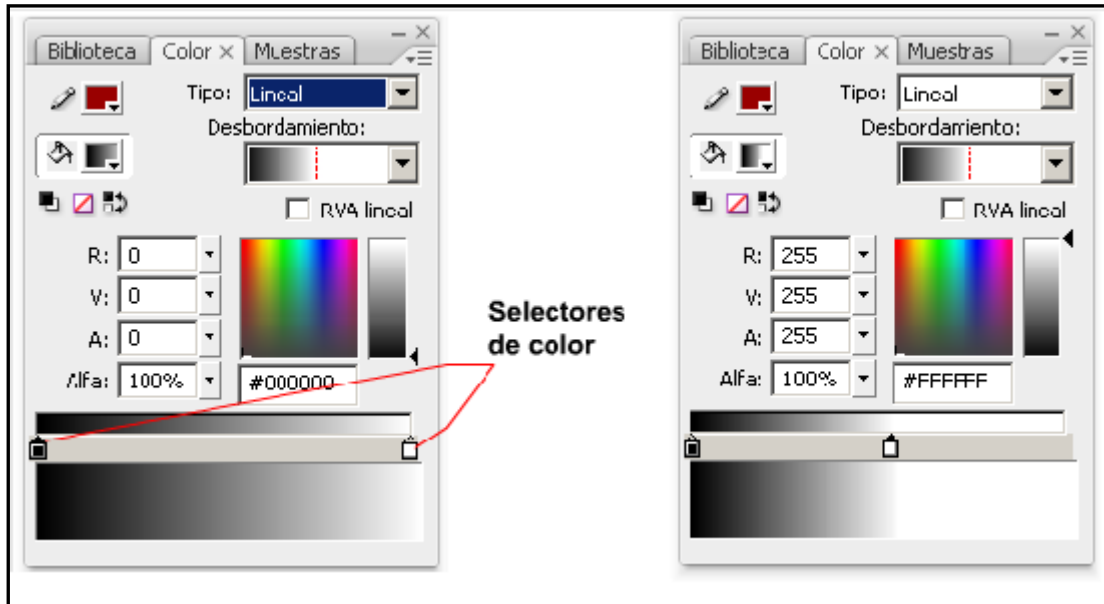 Biblioteca Color × Muestras
Tipo: Lineal
Desbordamiento:
RVA lineal
R: 0
V: 0
A: 0
Alfa: 100% #000000
Selectores
de color
Biblioteca Color × Muestras
Tipo: Lineal
Desbordamiento:
RVA lineal
R: 255
V: 255
A: 255
Alfa: 100% #FFFFFF